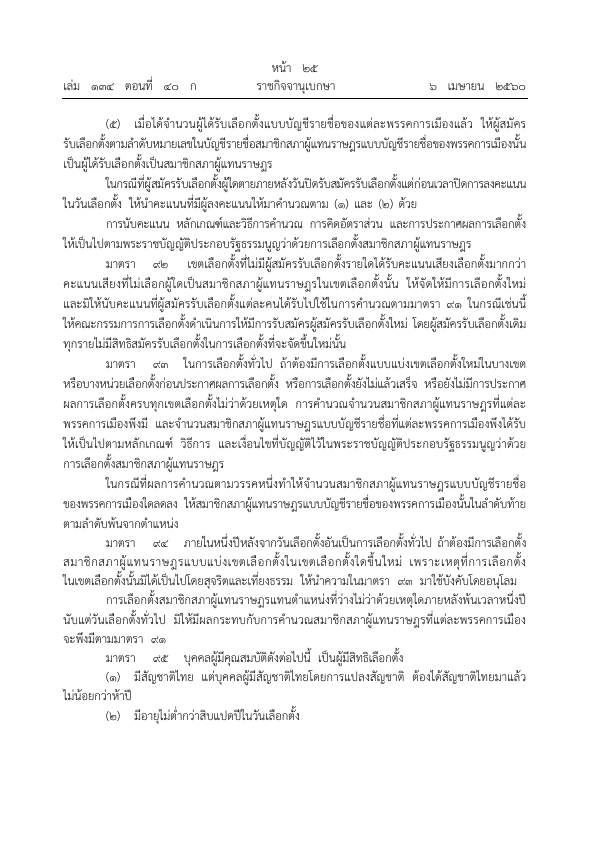 หน้า ๒๕
เล่ม ๑๓๔ ตอนที่ ๔๐ ก ราชกิจจานุเบกษา ๖ เมษายน ๒๕๖๐
(๕) เมื่อได้จำนวนผู้ได้รับเลือกตั้งแบบบัญชีรายชื่อของแต่ละพรรคการเมืองแล้ว ให้ผู้สมัคร
รับเลือกตั้งตามลำดับหมายเลขในบัญชีรายชื่อสมาชิกสภาผู้แทนราษฎรแบบบัญชีรายชื่อของพรรคการเมืองนั้น
เป็นผู้ได้รับเลือกตั้งเป็นสมาชิกสภาผู้แทนราษฎร
ในกรณีที่ผู้สมัครรับเลือกตั้งผู้ใดตายภายหลังวันปิดรับสมัครรับเลือกตั้งแต่ก่อนเวลาปิดการลงคะแนน
ในวันเลือกตั้ง ให้นำคะแนนที่มีผู้ลงคะแนนให้มาคำนวณตาม (๑) และ (๒) ด้วย
การนับคะแนน หลักเกณฑ์และวิธีการคำนวณ การคิดอัตราส่วน และการประกาศผลการเลือกตั้ง
ให้เป็นไปตามพระราชบัญญัติประกอบรัฐธรรมนูญว่าด้วยการเลือกตั้งสมาชิกสภาผู้แทนราษฎร
มาตรา ๙๒ เขตเลือกตั้งที่ไม่มีผู้สมัครรับเลือกตั้งรายใดได้รับคะแนนเสียงเลือกตั้งมากกว่า
คะแนนเสียงที่ไม่เลือกผู้ใดเป็นสมาชิกสภาผู้แทนราษฎรในเขตเลือกตั้งนั้น ให้จัดให้มีการเลือกตั้งใหม่
และมิให้นับคะแนนที่ผู้สมัครรับเลือกตั้งแต่ละคนได้รับไปใช้ในการคำนวณตามมาตรา ๙๑ ในกรณีเช่นนี้
ให้คณะกรรมการการเลือกตั้งดำเนินการให้มีการรับสมัครผู้สมัครรับเลือกตั้งใหม่ โดยผู้สมัครรับเลือกตั้งเดิม
ทุกรายไม่มีสิทธิสมัครรับเลือกตั้งในการเลือกตั้งที่จะจัดขึ้นใหม่นั้น
มาตรา ๙๓ ในการเลือกตั้งทั่วไป ถ้าต้องมีการเลือกตั้งแบบแบ่งเขตเลือกตั้งใหม่ในบางเขต
หรือบางหน่วยเลือกตั้งก่อนประกาศผลการเลือกตั้ง หรือการเลือกตั้งยังไม่แล้วเสร็จ หรือยังไม่มีการประกาศ
ผลการเลือกตั้งครบทุกเขตเลือกตั้งไม่ว่าด้วยเหตุใด การคำนวณจำนวนสมาชิกสภาผู้แทนราษฎรที่แต่ละ
พรรคการเมืองพึงมี และจำนวนสมาชิกสภาผู้แทนราษฎรแบบบัญชีรายชื่อที่แต่ละพรรคการเมืองพึงได้รับ
ให้เป็นไปตามหลักเกณฑ์ วิธีการ และเงื่อนไขที่บัญญัติไว้ในพระราชบัญญัติประกอบรัฐธรรมนูญว่าด้วย
การเลือกตั้งสมาชิกสภาผู้แทนราษฎร
ในกรณีที่ผลการคำนวณตามวรรคหนึ่งทำให้จำนวนสมาชิกสภาผู้แทนราษฎรแบบบัญชีรายชื่อ
ของพรรคการเมืองใดลดลง ให้สมาชิกสภาผู้แทนราษฎรแบบบัญชีรายชื่อของพรรคการเมืองนั้นในลำดับท้าย
ตามลำดับพ้นจากตำแหน่ง
มาตรา ๙๔ ภายในหนึ่งปีหลังจากวันเลือกตั้งอันเป็นการเลือกตั้งทั่วไป ถ้าต้องมีการเลือกตั้ง
สมาชิกสภาผู้แทนราษฎรแบบแบ่งเขตเลือกตั้งในเขตเลือกตั้งใดขึ้นใหม่ เพราะเหตุที่การเลือกตั้ง
ในเขตเลือกตั้งนั้นมิได้เป็นไปโดยสุจริตและเที่ยงธรรม ให้นำความในมาตรา ๙๓ มาใช้บังคับโดยอนุโลม
การเลือกตั้งสมาชิกสภาผู้แทนราษฎรแทนตำแหน่งที่ว่างไม่ว่าด้วยเหตุใดภายหลังพ้นเวลาหนึ่งปี
นับแต่วันเลือกตั้งทั่วไป มิให้มีผลกระทบกับการคำนวณสมาชิกสภาผู้แทนราษฎรที่แต่ละพรรคการเมือง
จะพึงมีตามมาตรา ๙๑
มาตรา ๙๕ บุคคลผู้มีคุณสมบัติดังต่อไปนี้ เป็นผู้มีสิทธิเลือกตั้ง
(๑) มีสัญชาติไทย แต่บุคคลผู้มีสัญชาติไทยโดยการแปลงสัญชาติ ต้องได้สัญชาติไทยมาแล้ว
ไม่น้อยกว่าห้าปี
(๒) มีอายุไม่ต่ำกว่าสิบแปดปีในวันเลือกตั้ง